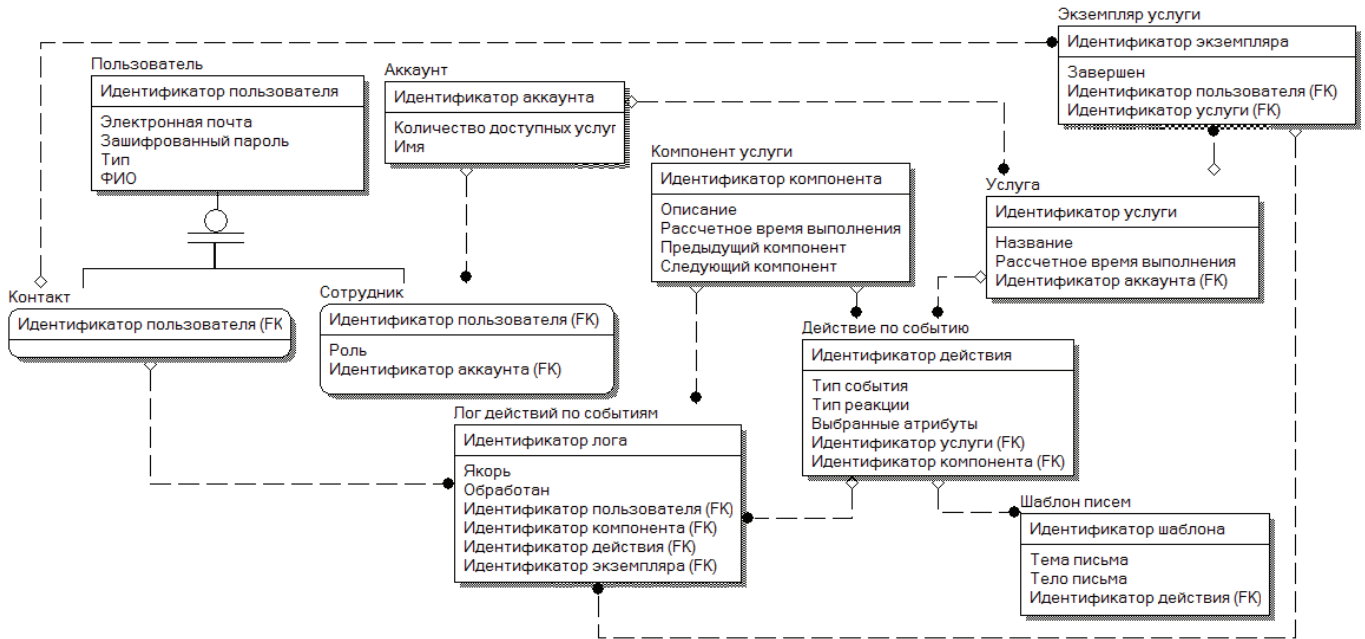 Экземпляр услуги
Идентификатор экземпляра
Завершен
Идентификатор пользователя (FK)
Идентификатор услуги (FK)
Пользователь
Идентификатор пользователя
Электронная почта
Зашифрованный пароль
Тип
ФИО
Аккаунт
Идентификатор аккаунта
Количество доступных услуг
Имя
Компонент услуги
Идентификатор компонента
Описание
Рассчетное время выполнения
Предыдущий компонент
Следующий компонент
Услуга
Идентификатор услуги
Название
Рассчетное время выполнения
Идентификатор аккаунта (FK)
Контакт
Идентификатор пользователя (FK
Сотрудник
Идентификатор пользователя (FK)
Роль
Идентификатор аккаунта (FK)
Действие по событию
Идентификатор действия
Тип события
Тип реакции
Выбранные атрибуты
Идентификатор услуги (FK)
Идентификатор компонента (FK)
Лог действий по событиям
Идентификатор лога
Якорь
Обработан
Идентификатор пользователя (FK)
Идентификатор компонента (FK)
Идентификатор действия (FK)
Идентификатор экземпляра (FK)
Шаблон писем
Идентификатор шаблона
Тема письма
Тело письма
Идентификатор действия (FK)